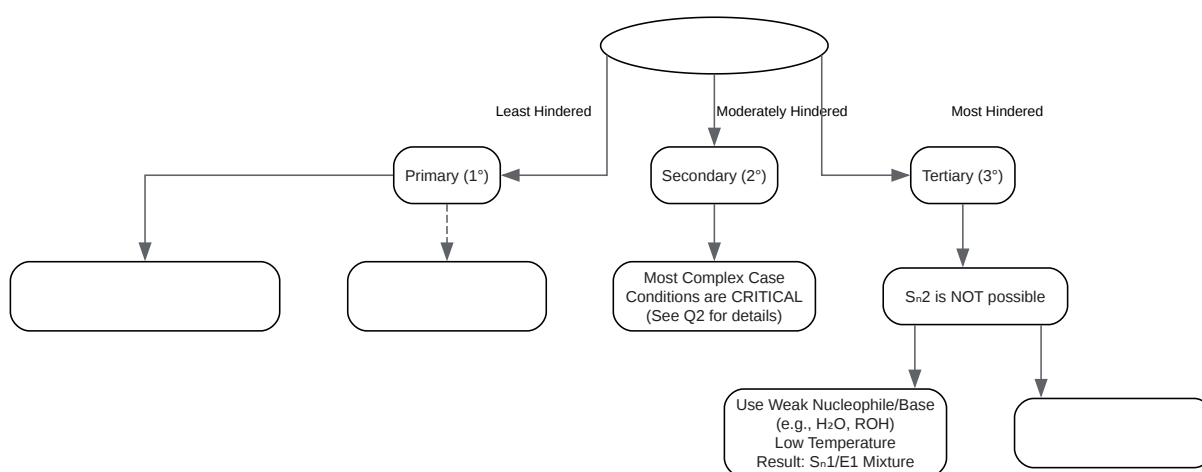 Least Hindered
Moderately Hindered
Most Hindered
Primary (1°)
Secondary (2°)
Tertiary (3°)
Most Complex Case
Conditions are CRITICAL
(See Q2 for details)
Sₙ2 is NOT possible
Use Weak Nucleophile/Base
(e.g., H₂O, ROH)
Low Temperature
Result: Sₙ1/E1 Mixture